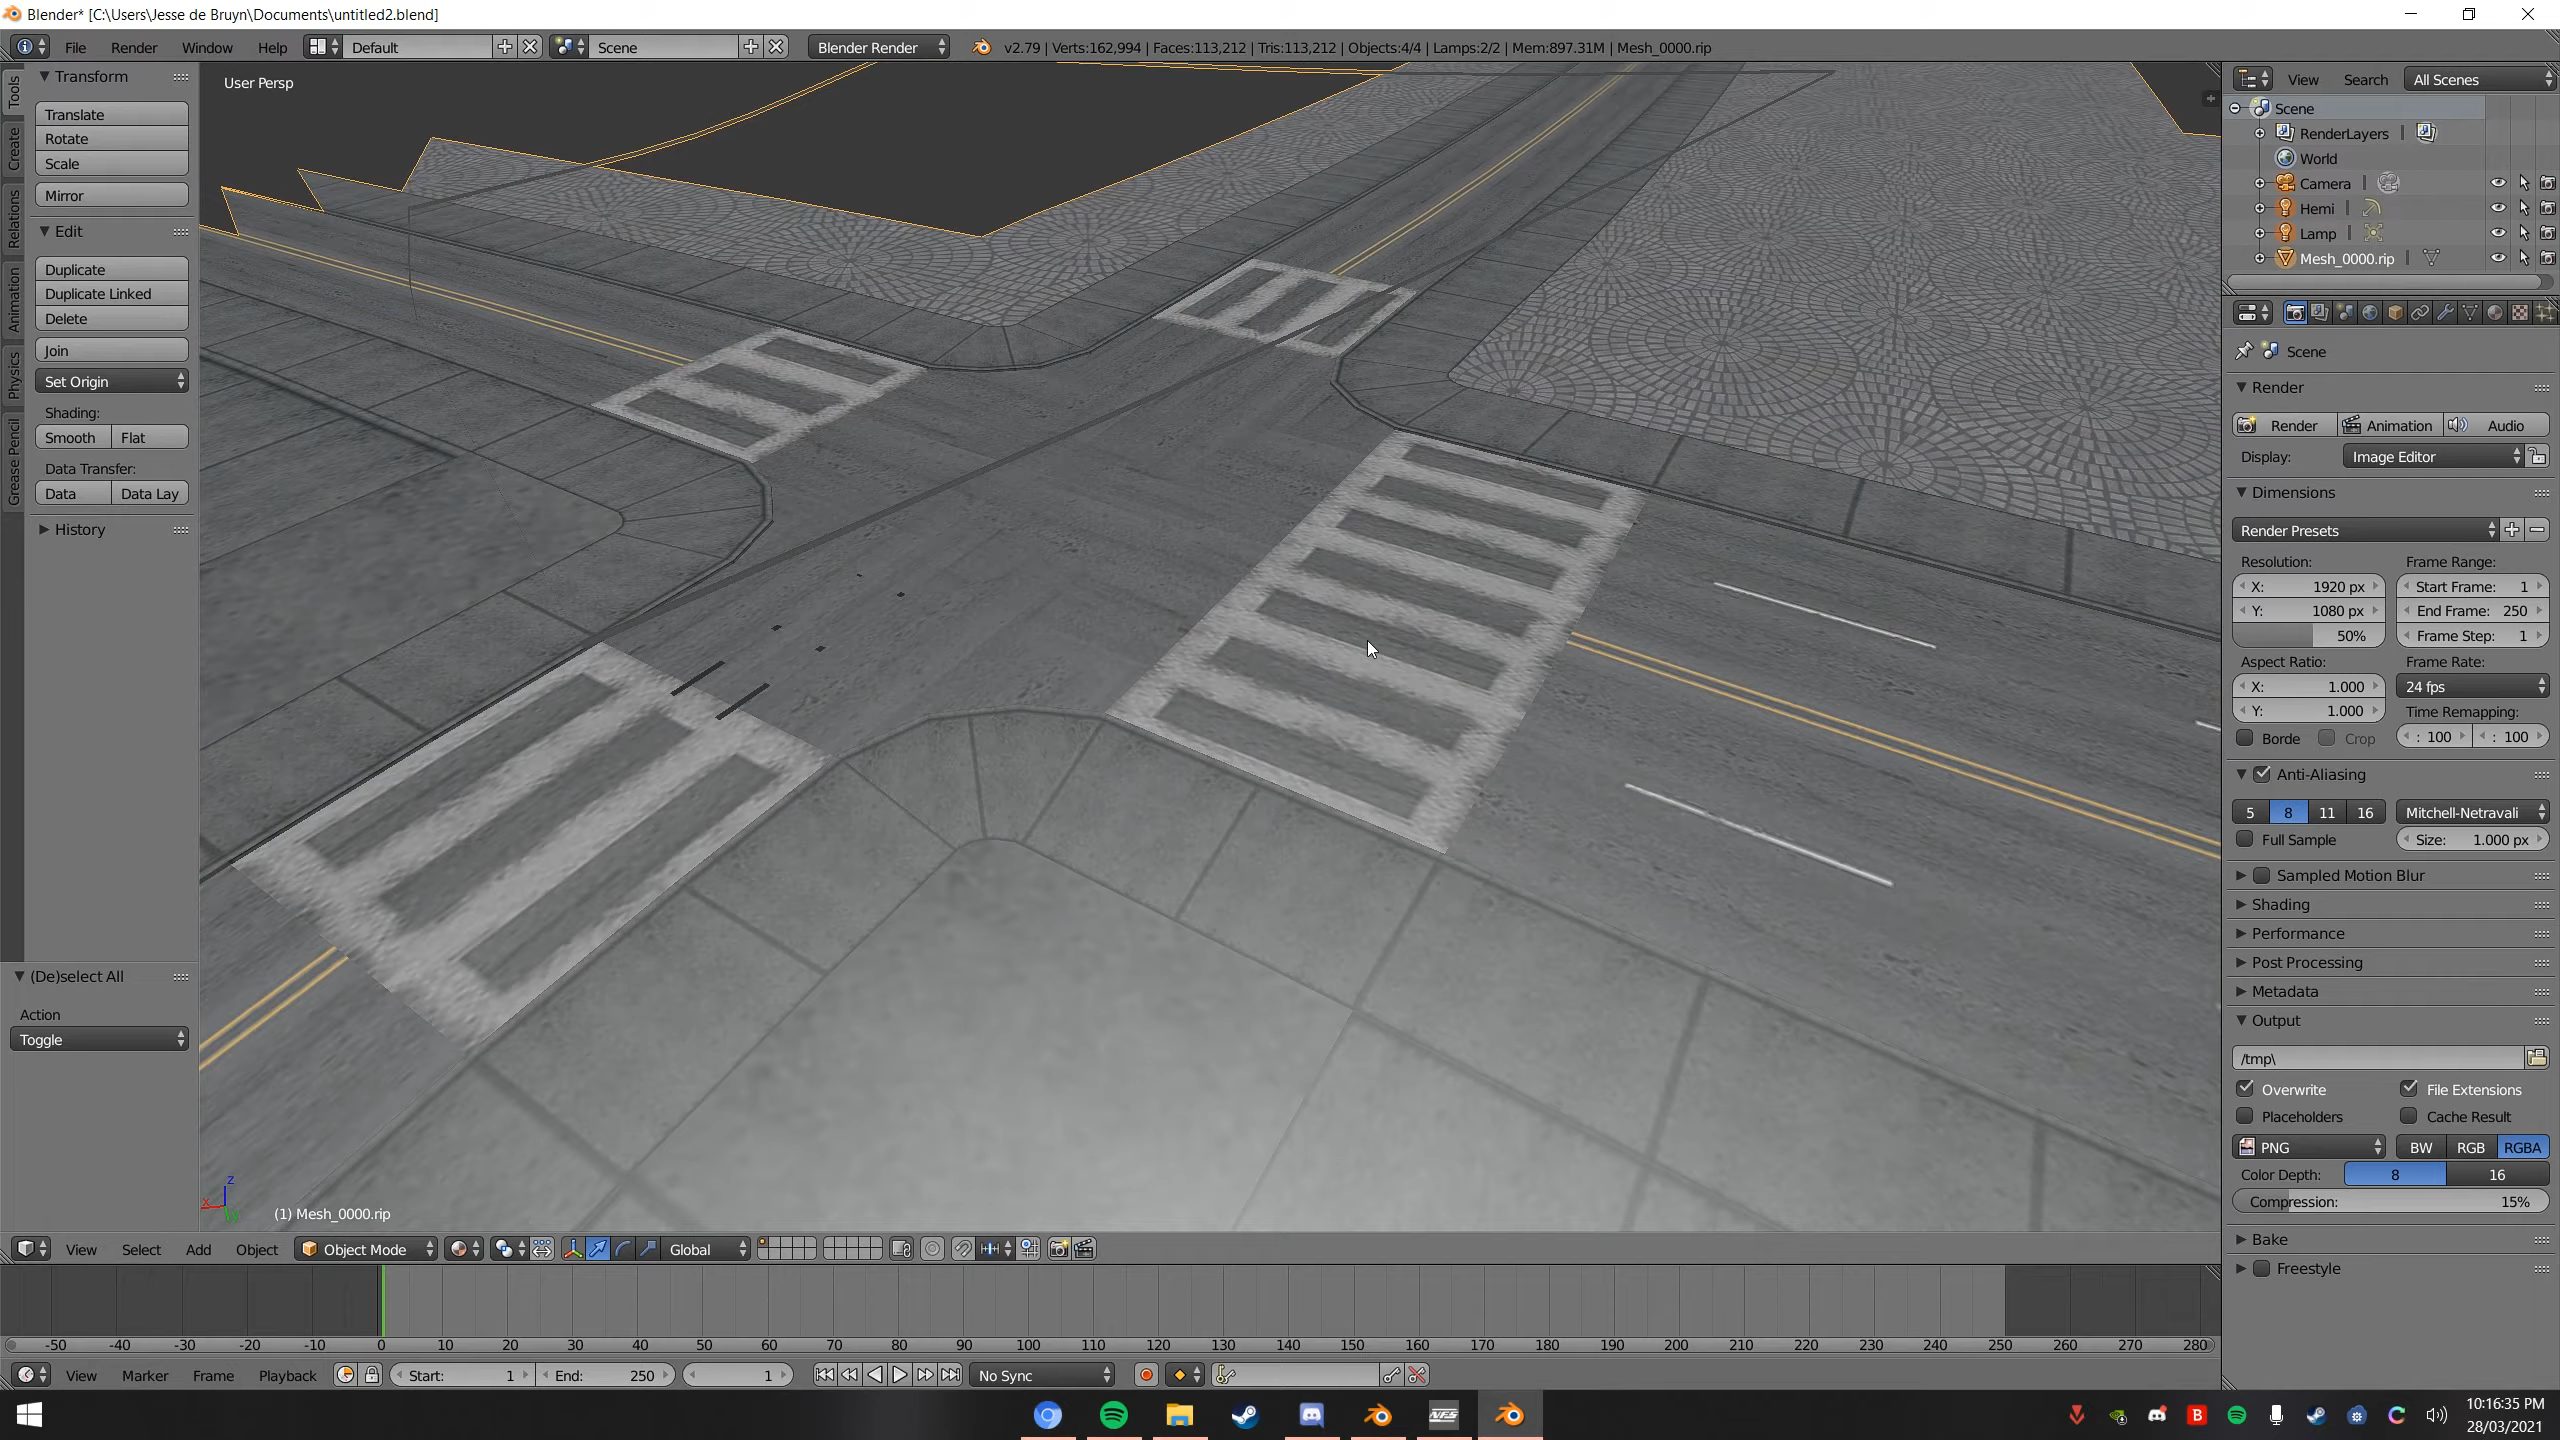 Blender* [C:\Users\Jesse de Bruyn\Documents\untitled2.blend]
File Render Window Help Default Scene Blender Render v2.79 | Verts:162,994 | Faces:113,212 | Tris:113,212 | Objects:4/4 | Lamps:2/2 | Mem:897.31M | Mesh_0000.rip
Tools
Create
Relations
Animation
Physics
Grease Pencil
Transform
Translate
Rotate
Scale
Mirror
Edit
Duplicate
Duplicate Linked
Delete
Join
Set Origin
Shading:
Smooth Flat
Data Transfer:
Data Data Lay
History
(De)select All
Action
Toggle
User Persp
(1) Mesh_0000.rip
z
x
y
View Select Add Object Object Mode Global
View Search All Scenes
Scene
RenderLayers |
World
Camera |
Hemi |
Lamp |
Mesh_0000.rip |
Scene
Render
Render Animation Audio
Display: Image Editor
Dimensions
Render Presets
Resolution: Frame Range:
X: 1920 px Start Frame: 1
Y: 1080 px End Frame: 250
50% Frame Step: 1
Aspect Ratio: Frame Rate:
X: 1.000 24 fps
Y: 1.000 Time Remapping:
Borde Crop : 100 : 100
Anti-Aliasing
5 8 11 16 Mitchell-Netravali
Full Sample Size: 1.000 px
Sampled Motion Blur
Shading
Performance
Post Processing
Metadata
Output
/tmp\
Overwrite File Extensions
Placeholders Cache Result
PNG BW RGB RGBA
Color Depth: 8 16
Compression: 15%
Bake
Freestyle
-50 -40 -30 -20 -10 0 10 20 30 40 50 60 70 80 90 100 110 120 130 140 150 160 170 180 190 200 210 220 230 240 250 260 270 280
View Marker Frame Playback Start: 1 End: 250 1 No Sync
NFS
B
10:16:35 PM
28/03/2021